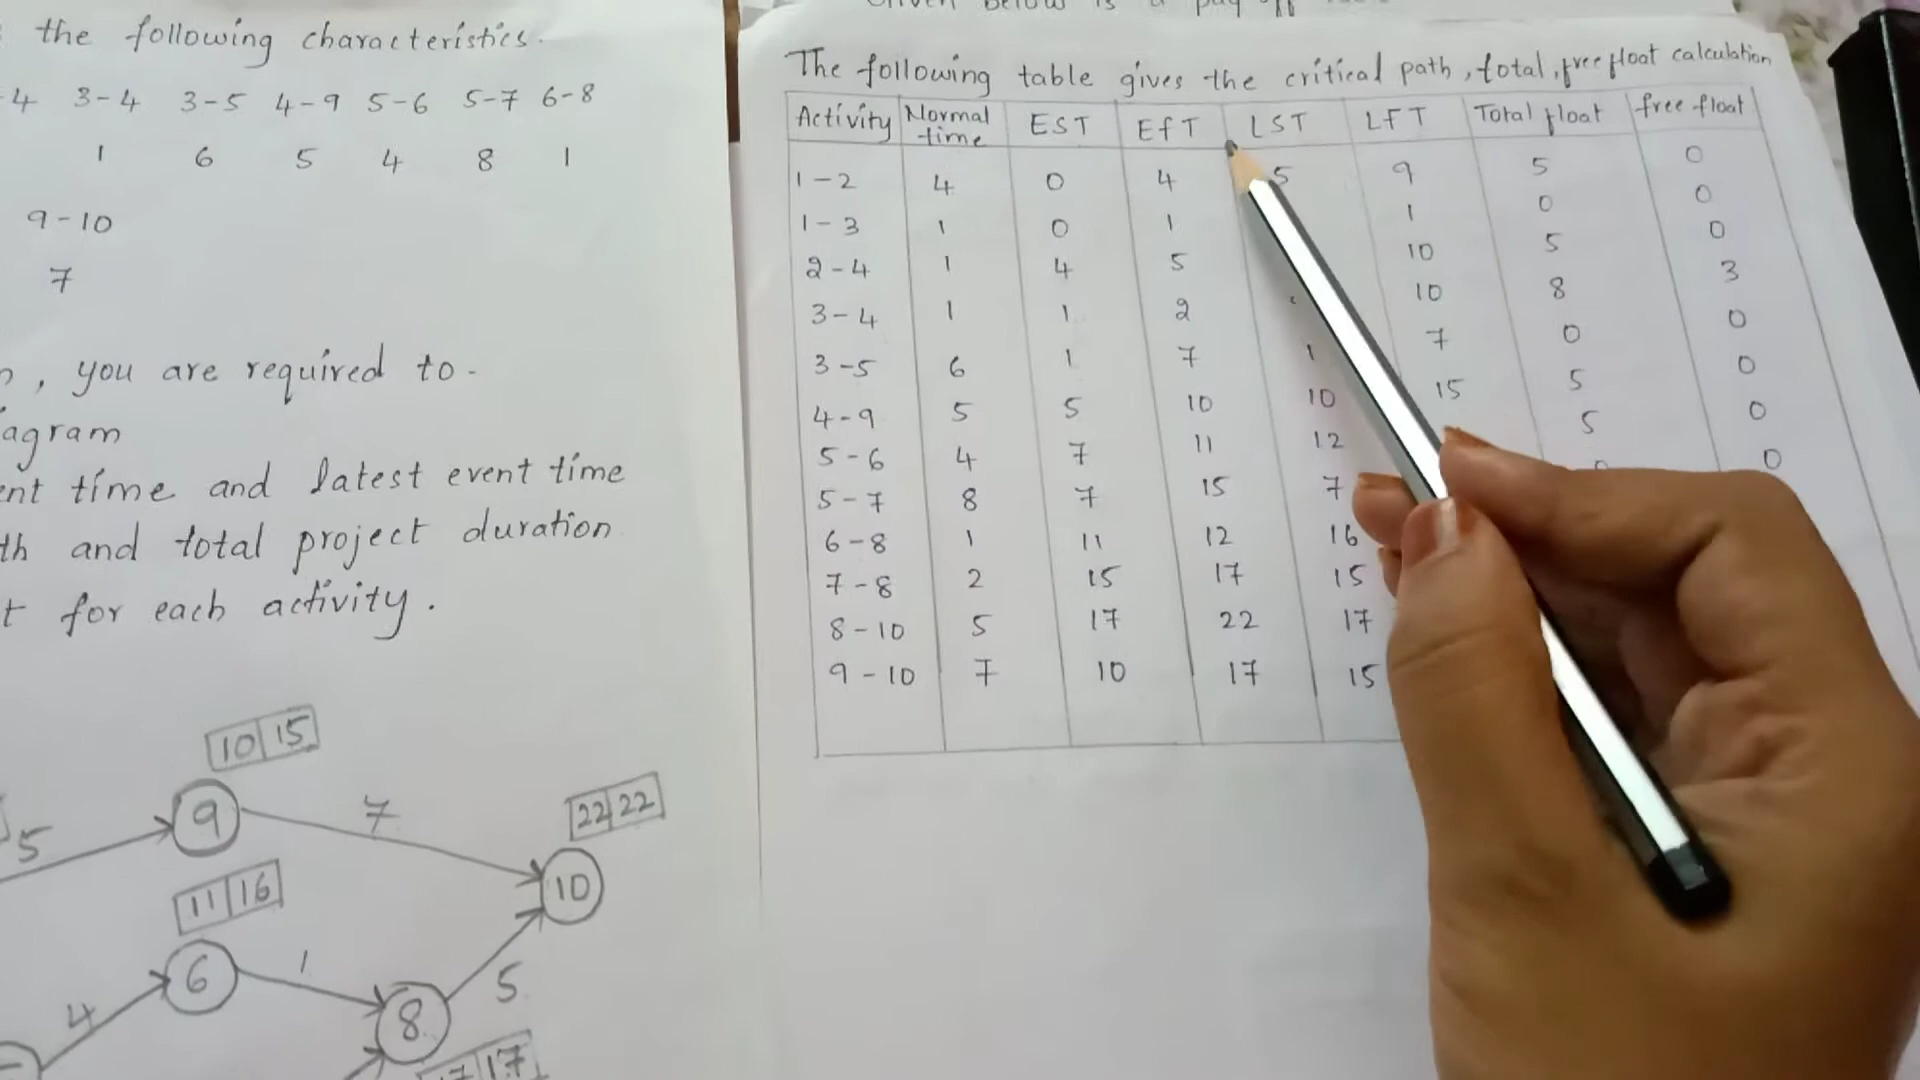 the following characteristics.
4 3-4 3-5 4-9 5-6 5-7 6-8
1 6 5 4 8 1
9-10
7
, you are required to -
agram
ent time and latest event time
th and total project duration
t for each activity.
10 15
9
7
22 22
5
10
11 16
1
6
5
4
8
17
Given below is a pay off
The following table gives the critical path, total, free float calculation
Activity Normal time EST EfT LST LFT Total float free float
1-2 4 0 4 5 9 5 0
1-3 1 0 1 1 0 0
2-4 1 4 5 10 5 0
3-4 1 1 2 10 8 3
3-5 6 1 7 1 7 0 0
4-9 5 5 10 10 15 5 0
5-6 4 7 11 12 5 0
5-7 8 7 15 7 0 0
6-8 1 11 12 16
7-8 2 15 17 15
8-10 5 17 22 17
9-10 7 10 17 15